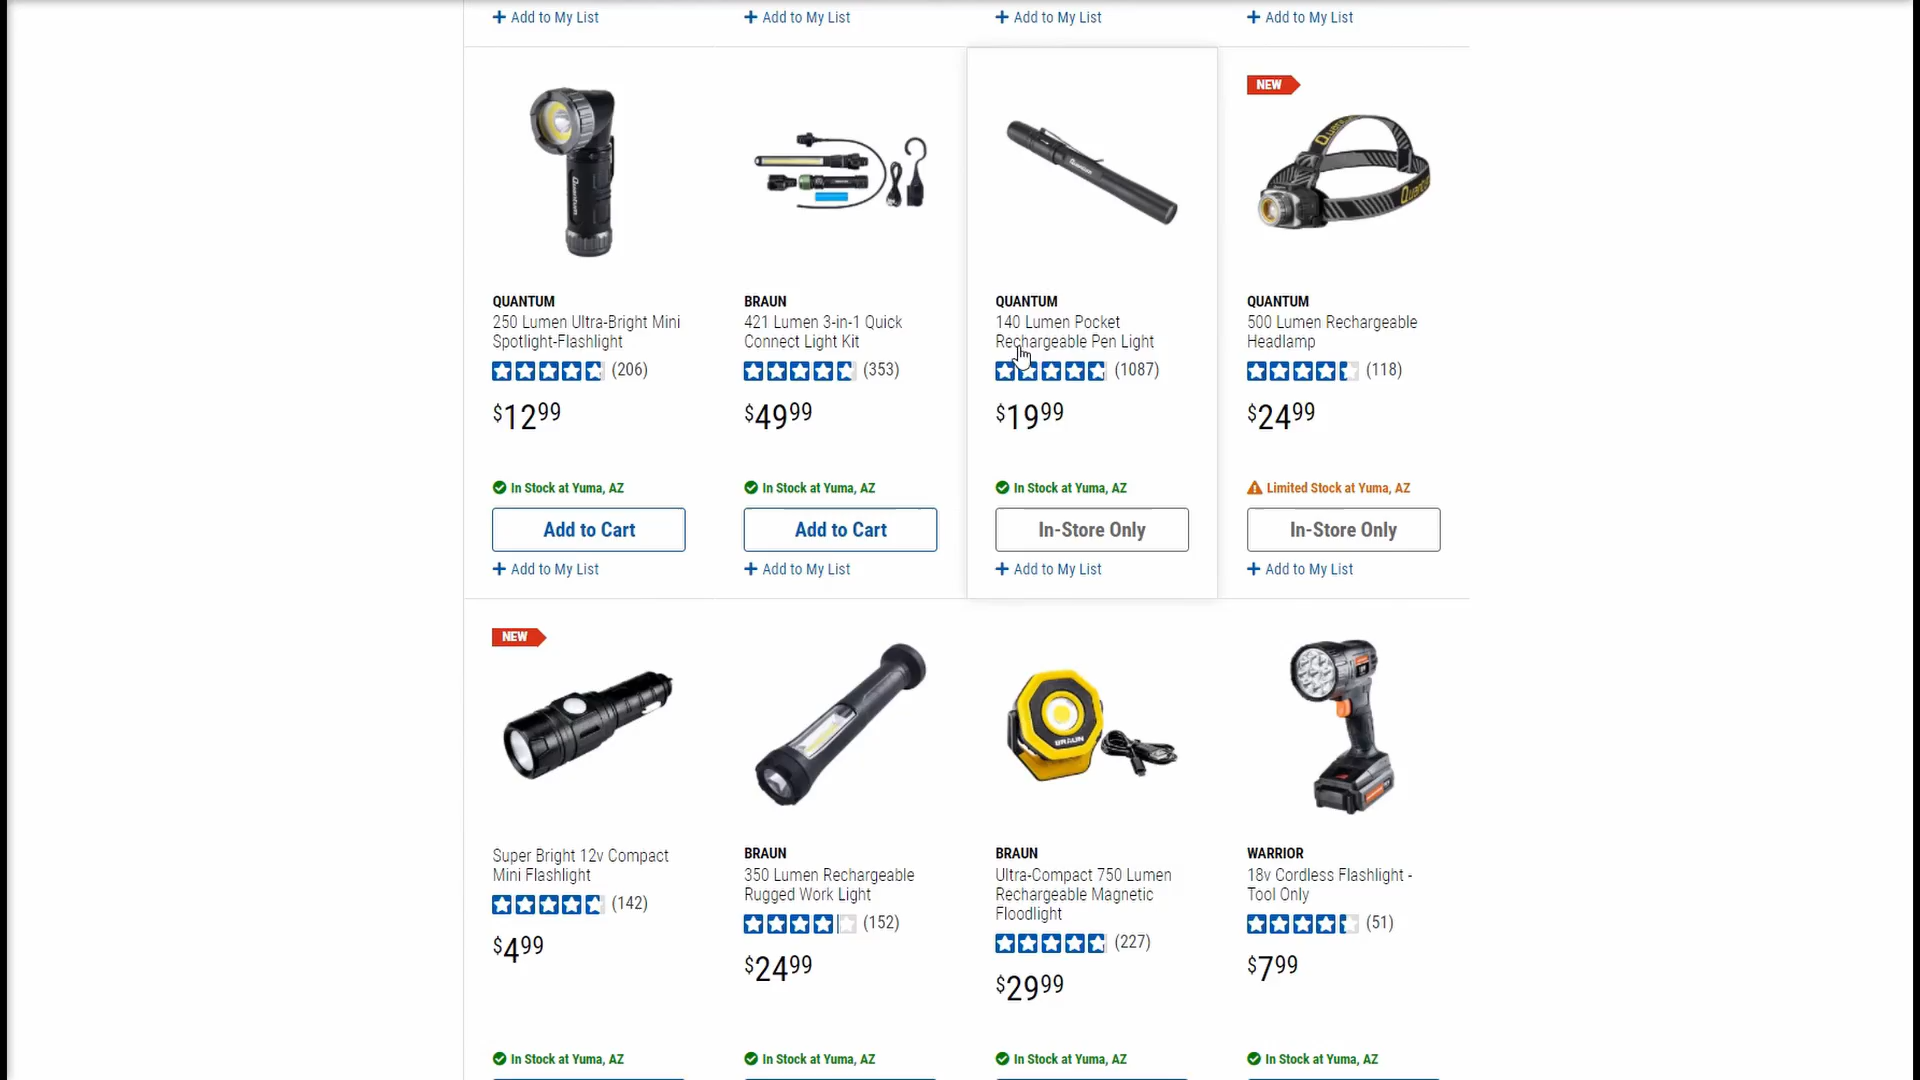 + Add to My List
+ Add to My List
+ Add to My List
+ Add to My List
Quantum
QUANTUM
250 Lumen Ultra-Bright Mini
Spotlight-Flashlight
(206)
$12 99
In Stock at Yuma, AZ
Add to Cart
+ Add to My List
BRAUN
421 Lumen 3-in-1 Quick
Connect Light Kit
(353)
$49 99
In Stock at Yuma, AZ
Add to Cart
+ Add to My List
QUANTUM
140 Lumen Pocket
Rechargeable Pen Light
(1087)
$19 99
In Stock at Yuma, AZ
In-Store Only
+ Add to My List
NEW
Quantum
Quantum
QUANTUM
500 Lumen Rechargeable
Headlamp
(118)
$24 99
Limited Stock at Yuma, AZ
In-Store Only
+ Add to My List
NEW
Super Bright 12v Compact
Mini Flashlight
(142)
$4 99
In Stock at Yuma, AZ
BRAUN
350 Lumen Rechargeable
Rugged Work Light
(152)
$24 99
In Stock at Yuma, AZ
BRAUN
BRAUN
Ultra-Compact 750 Lumen
Rechargeable Magnetic
Floodlight
(227)
$29 99
In Stock at Yuma, AZ
WARRIOR
18v Cordless Flashlight -
Tool Only
(51)
$7 99
In Stock at Yuma, AZ